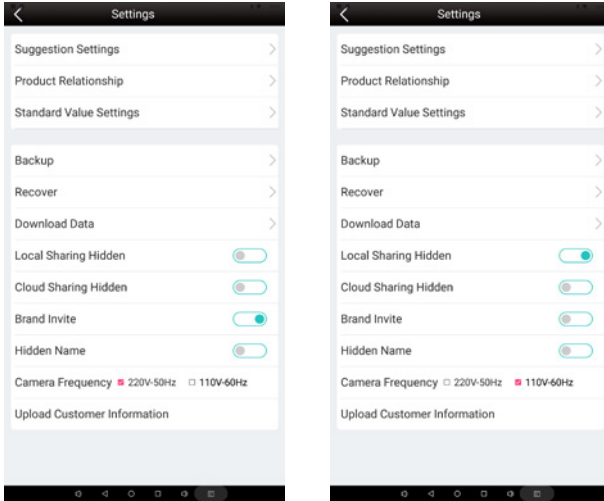 Settings
Suggestion Settings
Product Relationship
Standard Value Settings
Backup
Recover
Download Data
Local Sharing Hidden
Cloud Sharing Hidden
Brand Invite
Hidden Name
Camera Frequency 220V-50Hz 110V-60Hz
Upload Customer Information
Settings
Suggestion Settings
Product Relationship
Standard Value Settings
Backup
Recover
Download Data
Local Sharing Hidden
Cloud Sharing Hidden
Brand Invite
Hidden Name
Camera Frequency 220V-50Hz 110V-60Hz
Upload Customer Information